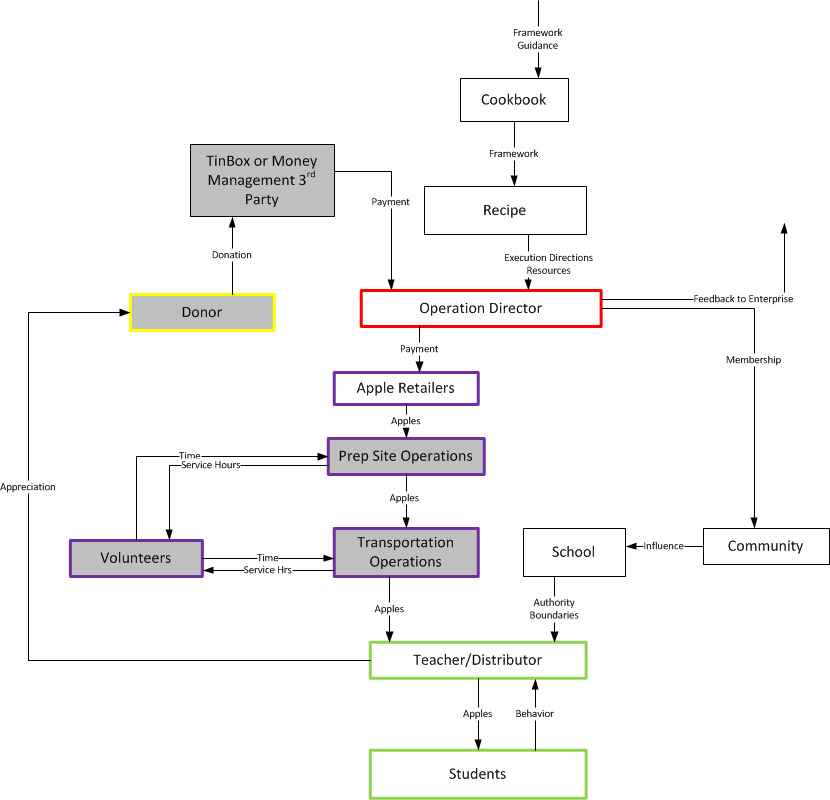 Framework
Guidance
Cookbook
Framework
TinBox or Money
Management 3rd
Party
Payment
Recipe
Donation
Execution Directions
Resources
Donor
Operation Director
Feedback to Enterprise
Payment
Membership
Apple Retailers
Apples
Prep Site Operations
Time
Service Hours
Appreciation
Apples
Volunteers
Time
Service Hrs
Transportation
Operations
School
Influence
Community
Apples
Authority
Boundaries
Teacher/Distributor
Apples
Behavior
Students